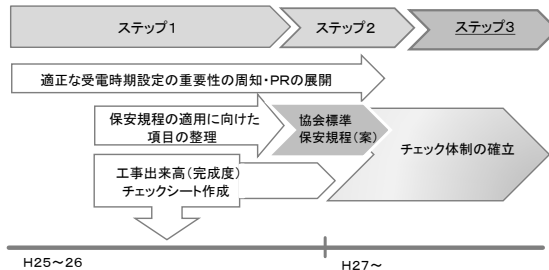 ステップ1
ステップ2
ステップ3
適正な受電時期設定の重要性の周知・PRの展開
保安規程の適用に向けた
項目の整理
協会標準
保安規程(案)
チェック体制の確立
工事出来高(完成度)
チェックシート作成
H25～26
H27～